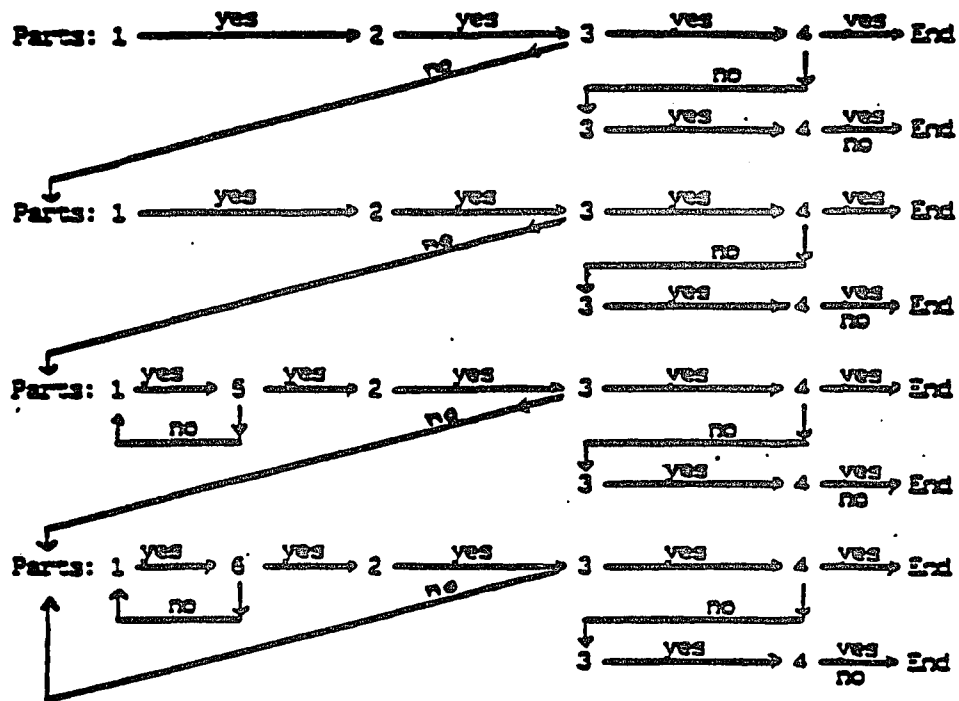 yes yes yes yes
Parts: 1 2 3 4 End
no no
yes yes
3 4 End
no
yes yes yes yes
Parts: 1 2 3 4 End
no no
yes yes
3 4 End
no
yes yes yes yes yes
Parts: 1 5 2 3 4 End
no no no
yes yes
3 4 End
no
yes yes yes yes yes
Parts: 1 6 2 3 4 End
no no no
yes yes
3 4 End
no